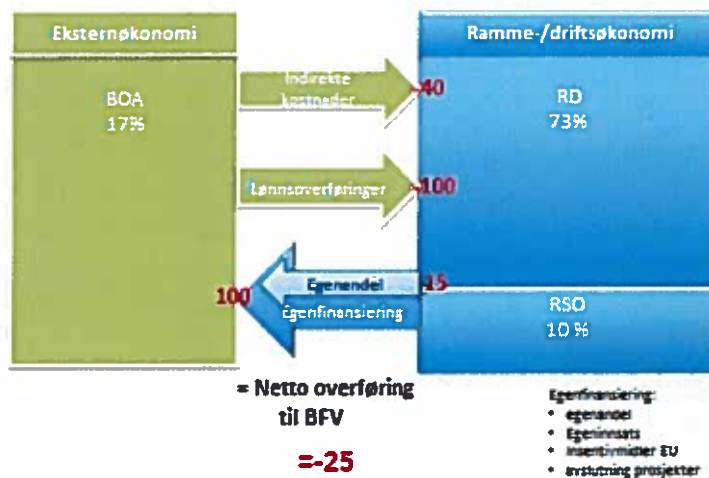 Eksternøkonomi
Ramme-/driftsøkonomi
BOA
17%
Indirekte
kostnader
-40
RD
73%
Lønnsoverføringer
-100
100
Egenandel
15
Egenfinansiering
RSO
10 %
= Netto overføring
til BFV
=-25
Egenfinansiering:
• egenandel
• Egeninnsats
• Insentivmidler EU
• avslutning prosjekter